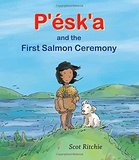 P'ésk'a
and the
First Salmon Ceremony
Scot Ritchie